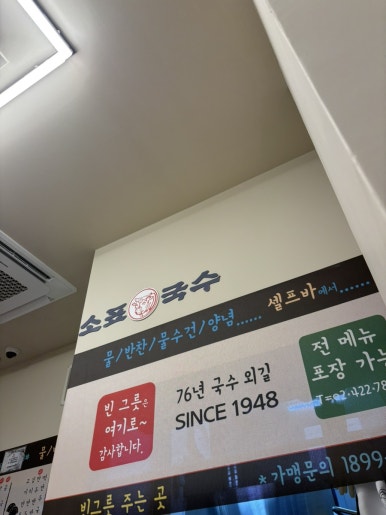 소표 국수
물/반찬/물수건/양념...... 셀프바에서......
빈 그릇은
여기로~
감사합니다.
76년 국수 외길
SINCE 1948
전 메뉴
포장
빈그릇 주는 곳
*가맹문의 1899